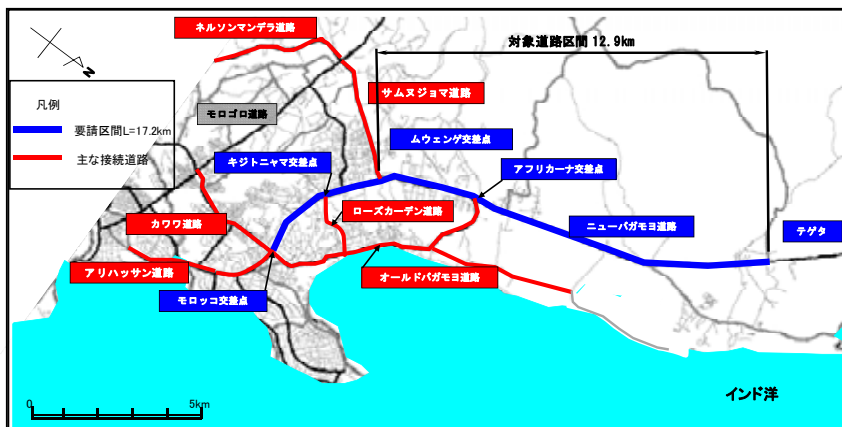 ネルソンマンデラ道路
対象道路区間 12.9km
N
サムヌジョマ道路
凡例
モロゴロ道路
要請区間L=17.2km
ムウェンゲ交差点
主な接続道路
キジトニャマ交差点
アフリカーナ交差点
ローズガーデン道路
カワワ道路
ニューバガモヨ道路
テゲタ
アリハッサン道路
オールドバガモヨ道路
モロッコ交差点
インド洋
0
5km